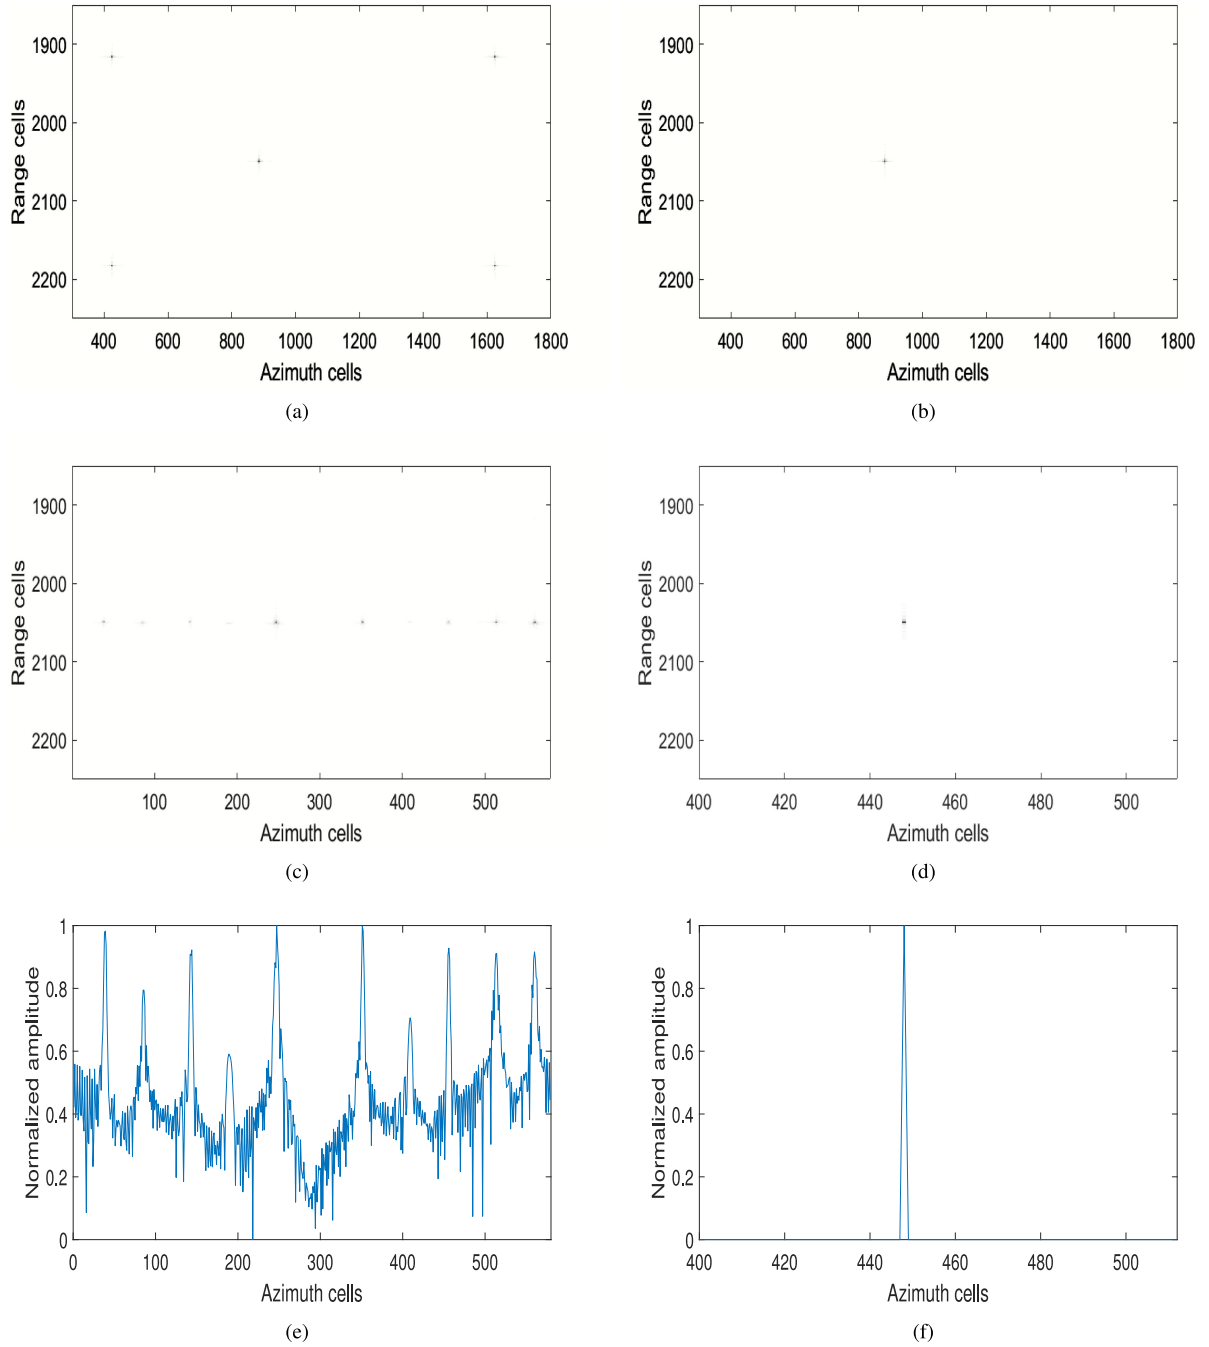 1900
2000
2100
2200
Range cells
400 600 800 1000 1200 1400 1600 1800
Azimuth cells
(a)
1900
2000
2100
2200
Range cells
400 600 800 1000 1200 1400 1600 1800
Azimuth cells
(b)
1900
2000
2100
2200
Range cells
100 200 300 400 500
Azimuth cells
(c)
1900
2000
2100
2200
Range cells
400 420 440 460 480 500
Azimuth cells
(d)
1
0.8
0.6
0.4
0.2
0
Normalized amplitude
0 100 200 300 400 500
Azimuth cells
(e)
1
0.8
0.6
0.4
0.2
0
Normalized amplitude
400 420 440 460 480 500
Azimuth cells
(f)